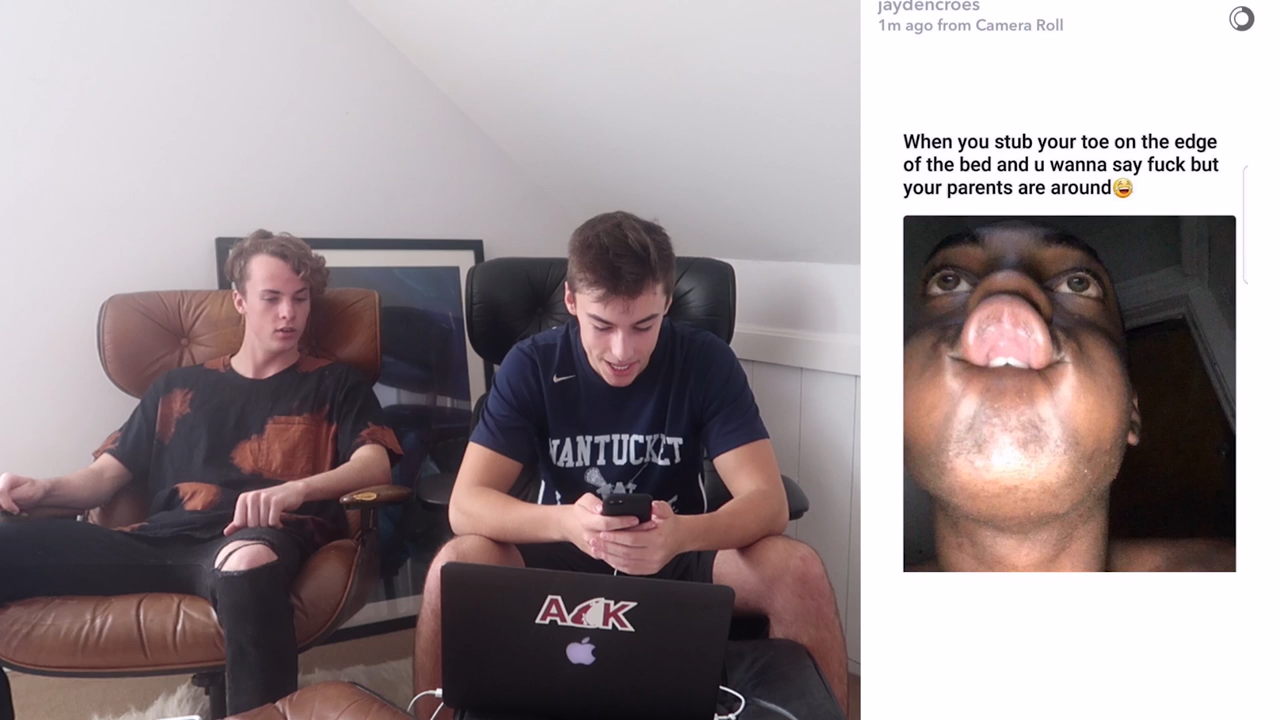 jaydencroes
1m ago from Camera Roll
When you stub your toe on the edge
of the bed and u wanna say fuck but
your parents are around😅
NANTUCKET
ACK